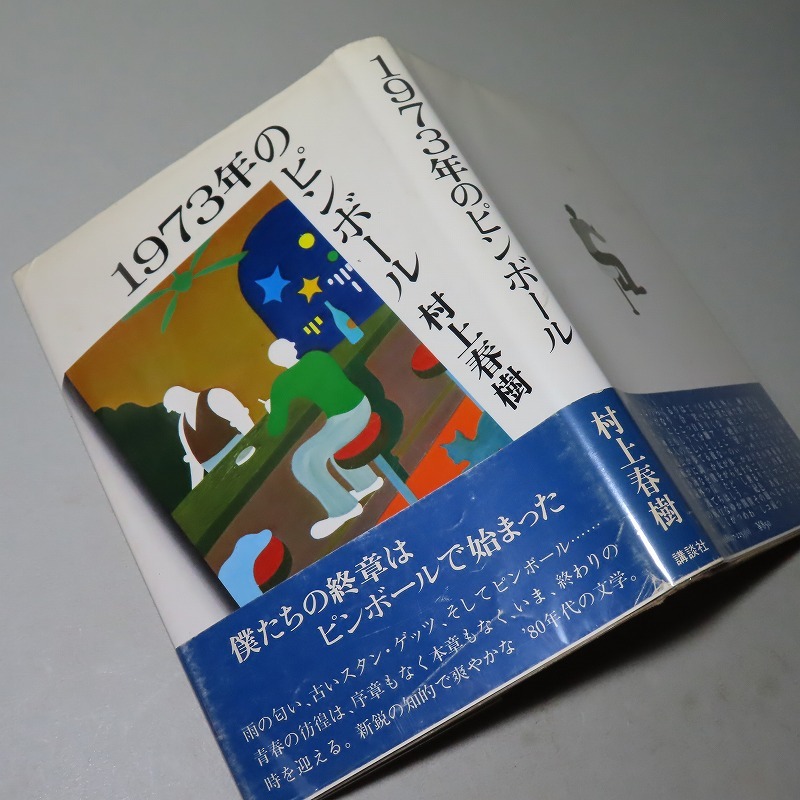 1973年のピンボール
村上春樹
僕たちの終章は
ピンボールで始まった
雨の匂い、古いスタン・ゲッツ、そしてピンボール……
青春の彷徨は、序章もなく本章もなく、いま、終わりの
時を迎える。新鋭の知的で爽やかな '80年代の文学。
1973年のピンボール
村上春樹
講談社